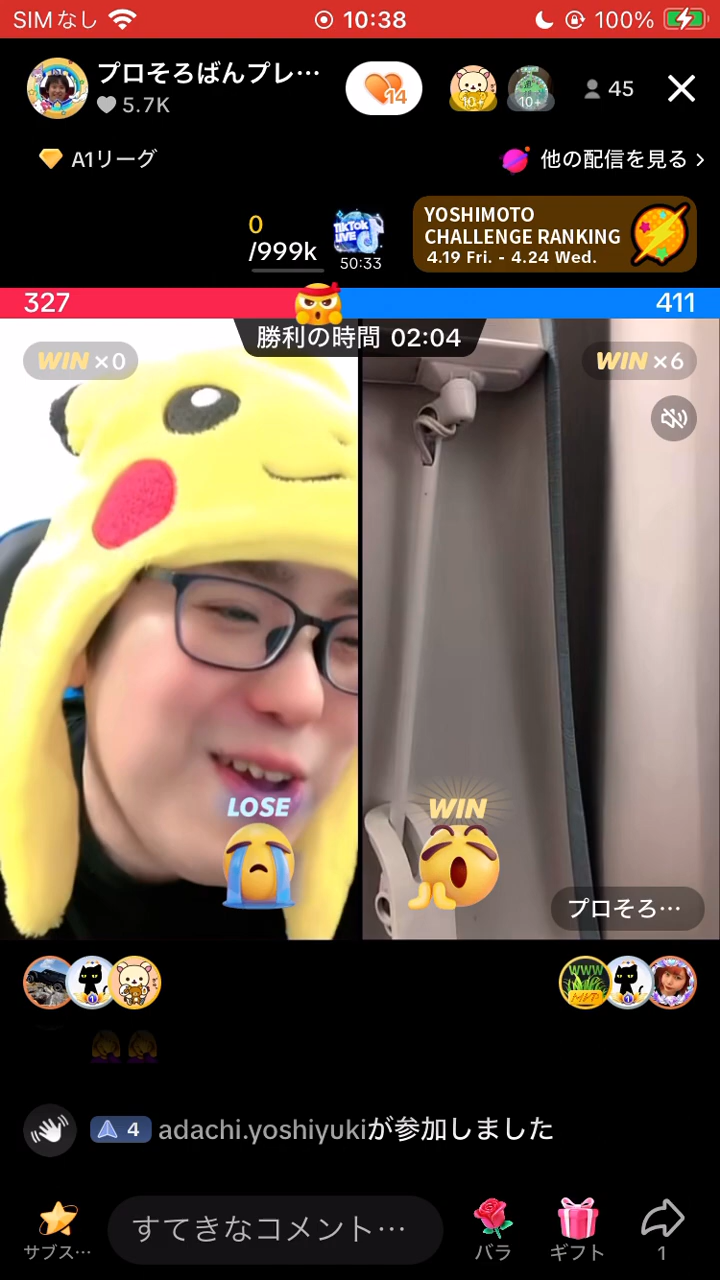 SIMなし 10:38 100%
プロそろばんプレ…
5.7K
14
10+ 10+
45
A1リーグ
他の配信を見る
0
/999k
TikTok LIVE
50:33
YOSHIMOTO
CHALLENGE RANKING
4.19 Fri. - 4.24 Wed.
327 411
勝利の時間 02:04
WIN ×0
WIN ×6
LOSE
WIN
プロそろ…
1
WWW
1
4 adachi.yoshiyukiが参加しました
すてきなコメント…
サブス…
バラ
ギフト
1